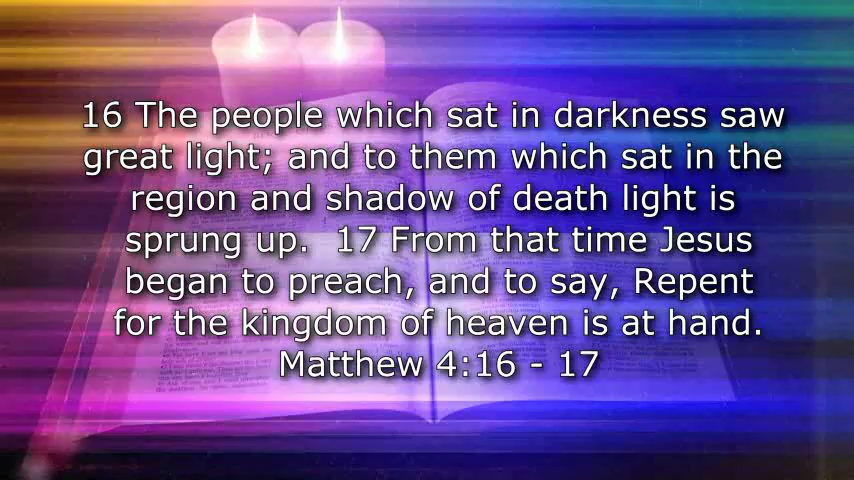 16 The people which sat in darkness saw
great light; and to them which sat in the
region and shadow of death light is
sprung up.  17 From that time Jesus
began to preach, and to say, Repent
for the kingdom of heaven is at hand.
Matthew 4:16 - 17